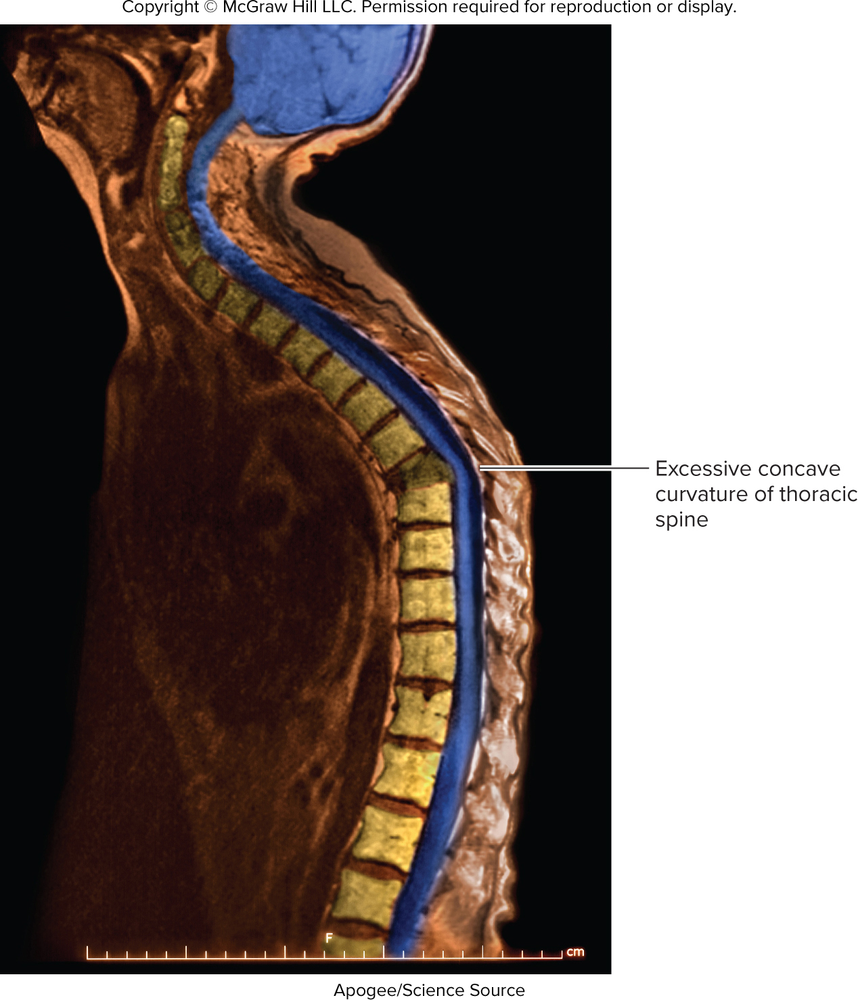 Copyright © McGraw Hill LLC. Permission required for reproduction or display.
Excessive concave
curvature of thoracic
spine
F
cm
Apogee/Science Source